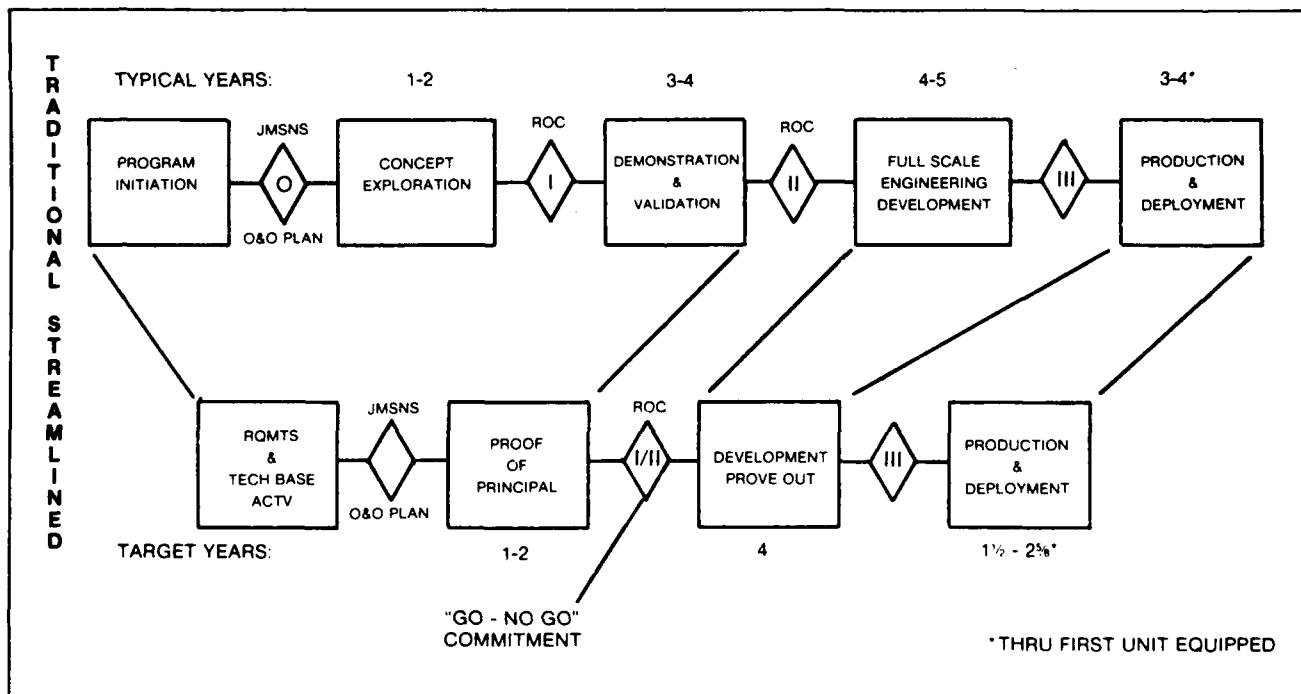 TRADITIONAL STREAMLINED
TYPICAL YEARS: 1-2 3-4 4-5 3-4*
JMSNS
ROC
ROC
PROGRAM
INITIATION
O
O&O PLAN
CONCEPT
EXPLORATION
I
DEMONSTRATION
&
VALIDATION
II
FULL SCALE
ENGINEERING
DEVELOPMENT
III
PRODUCTION
&
DEPLOYMENT
JMSNS
ROC
RQMTS
&
TECH BASE
ACTV
O&O PLAN
PROOF
OF
PRINCIPAL
I/II
DEVELOPMENT
PROVE OUT
III
PRODUCTION
&
DEPLOYMENT
TARGET YEARS: 1-2 4 1½ - 2⅝*
"GO - NO GO"
COMMITMENT
*THRU FIRST UNIT EQUIPPED